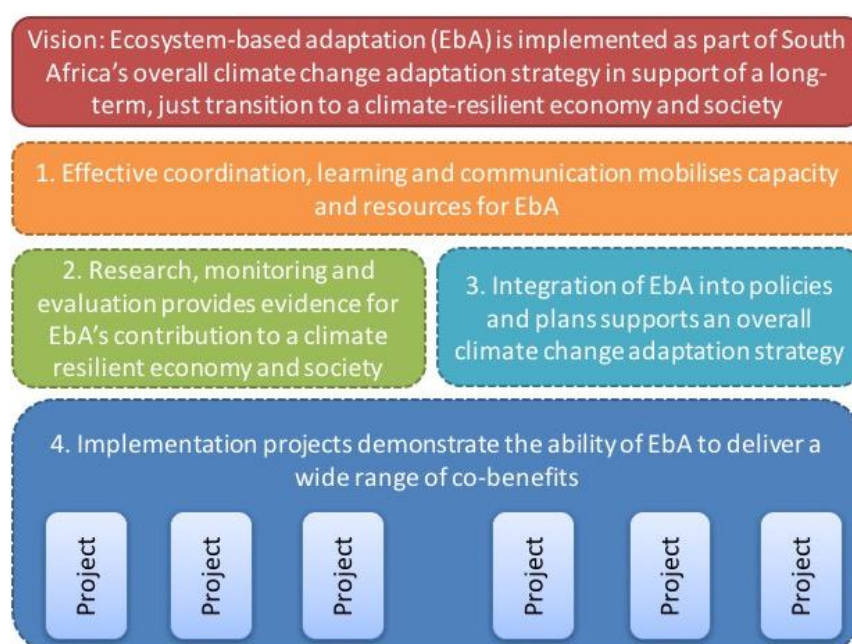 Vision: Ecosystem-based adaptation (EbA) is implemented as part of South
Africa's overall climate change adaptation strategy in support of a long-
term, just transition to a climate-resilient economy and society
1. Effective coordination, learning and communication mobilises capacity
and resources for EbA
2. Research, monitoring and
evaluation provides evidence for
EbA's contribution to a climate
resilient economy and society
3. Integration of EbA into policies
and plans supports an overall
climate change adaptation strategy
4. Implementation projects demonstrate the ability of EbA to deliver a
wide range of co-benefits
Project
Project
Project
Project
Project
Project